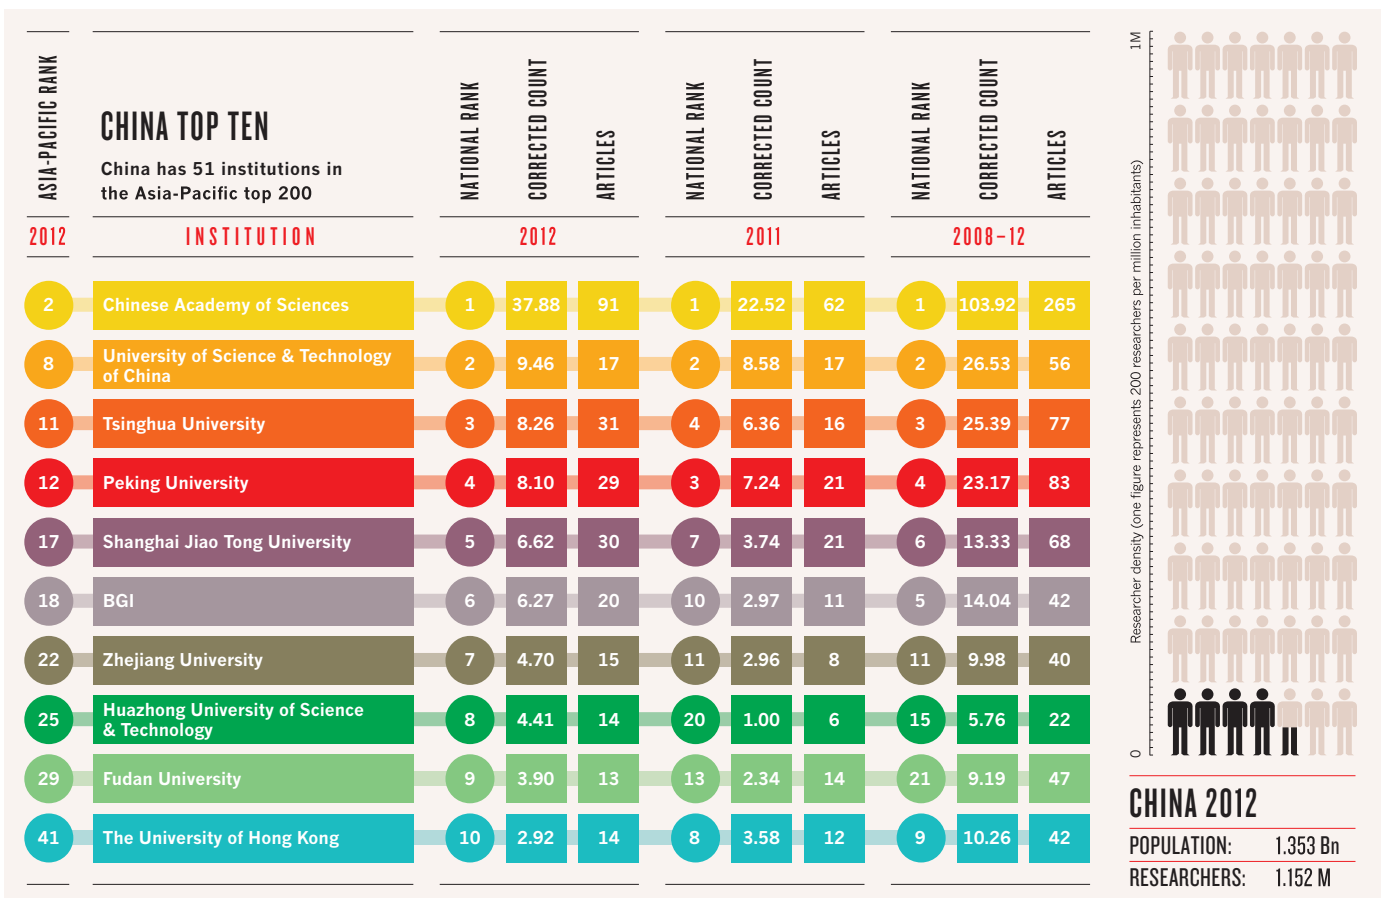 ASIA-PACIFIC RANK
CHINA TOP TEN
China has 51 institutions in
the Asia-Pacific top 200
NATIONAL RANK
CORRECTED COUNT
ARTICLES
NATIONAL RANK
CORRECTED COUNT
ARTICLES
NATIONAL RANK
CORRECTED COUNT
ARTICLES
2012 INSTITUTION 2012 2011 2008–12
2 Chinese Academy of Sciences 1 37.88 91 1 22.52 62 1 103.92 265
8 University of Science & Technology
of China 2 9.46 17 2 8.58 17 2 26.53 56
11 Tsinghua University 3 8.26 31 4 6.36 16 3 25.39 77
12 Peking University 4 8.10 29 3 7.24 21 4 23.17 83
17 Shanghai Jiao Tong University 5 6.62 30 7 3.74 21 6 13.33 68
18 BGI 6 6.27 20 10 2.97 11 5 14.04 42
22 Zhejiang University 7 4.70 15 11 2.96 8 11 9.98 40
25 Huazhong University of Science
& Technology 8 4.41 14 20 1.00 6 15 5.76 22
29 Fudan University 9 3.90 13 13 2.34 14 21 9.19 47
41 The University of Hong Kong 10 2.92 14 8 3.58 12 9 10.26 42
1M
Researcher density (one figure represents 200 researchers per million inhabitants)
0
CHINA 2012
POPULATION: 1.353 Bn
RESEARCHERS: 1.152 M